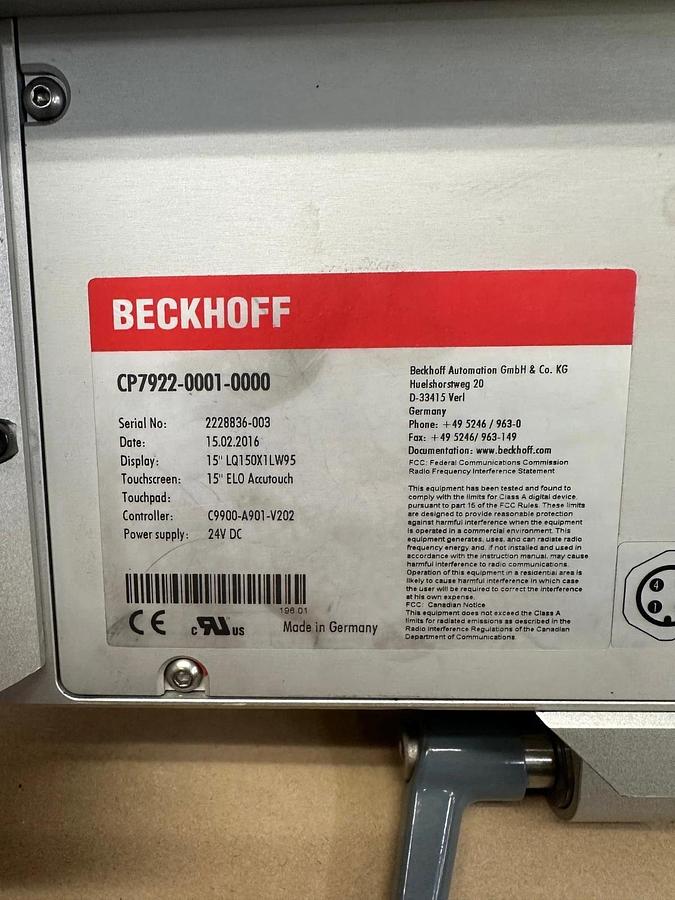 BECKHOFF
CP7922-0001-0000
Serial No: 2228836-003
Date: 15.02.2016
Display: 15" LQ150X1LW95
Touchscreen: 15" ELO Accutouch
Touchpad:
Controller: C9900-A901-V202
Power supply: 24V DC
196.01
CE
c RU US
Made in Germany
Beckhoff Automation GmbH & Co. KG
Huelshorstweg 20
D-33415 Verl
Germany
Phone: +49 5246 / 963-0
Fax: +49 5246/ 963-149
Documentation: www.beckhoff.com
FCC: Federal Communications Commission
Radio Frequency Interference Statement
This equipment has been tested and found to
comply with the limits for Class A digital device,
pursuant to part 15 of the FCC Rules. These limits
are designed to provide reasonable protection
against harmful interference when the equipment
is operated in a commercial environment. This
equipment generates, uses, and can radiate radio
frequency energy and, if not installed and used in
accordance with the instruction manual, may cause
harmful interference to radio communications.
Operation of this equipment in a residential area is
likely to cause harmful interference in which case
the user will be required to correct the interference
at his own expense.
FCC: Canadian Notice
This equipment does not exceed the Class A
limits for radiated emissions as described in the
Radio Interference Regulations of the Canadian
Department of Communications.
4
1